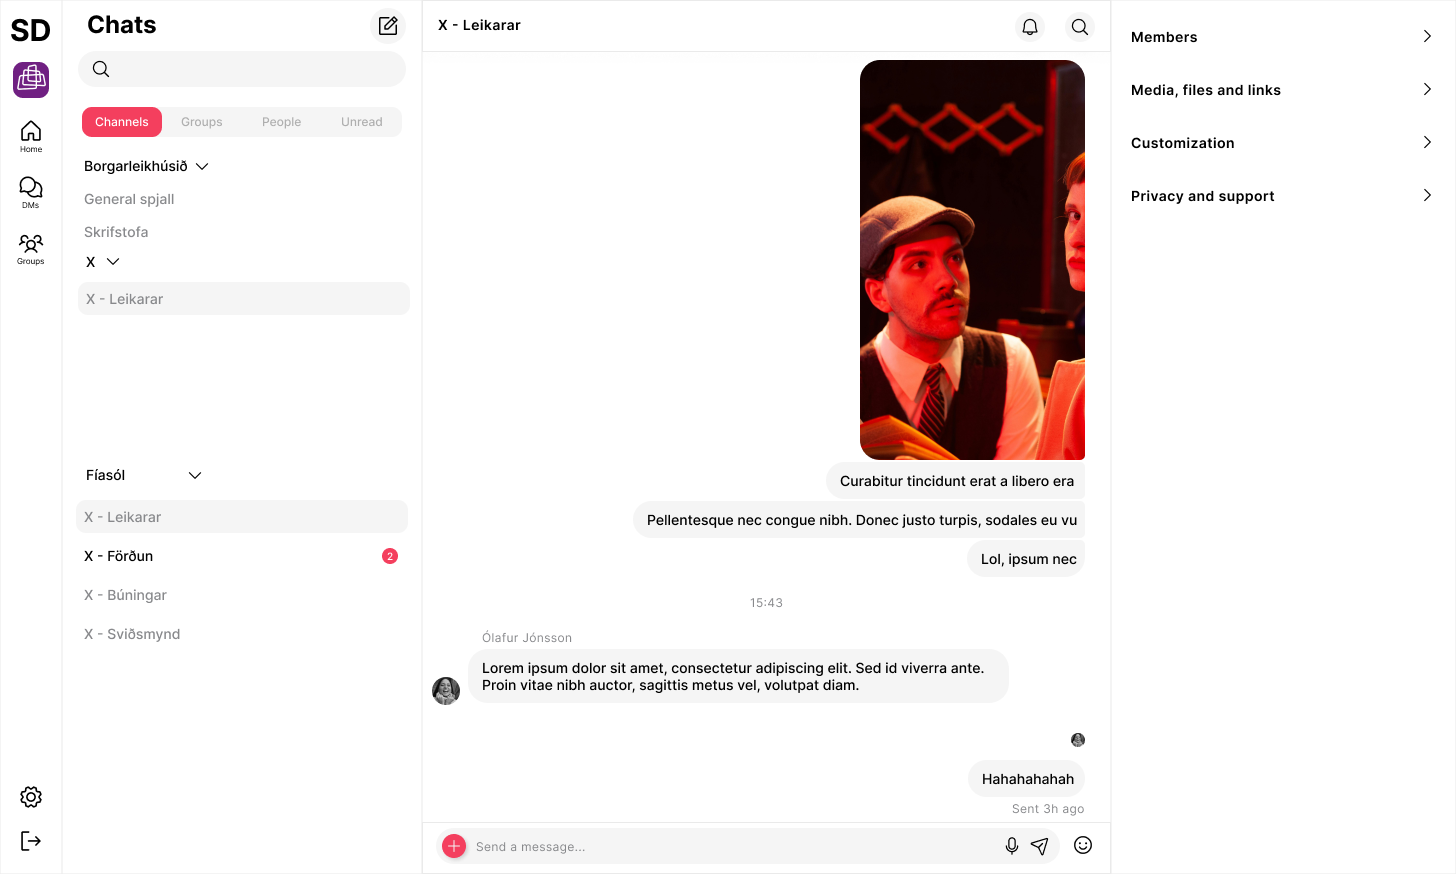 SD
Home
DMs
Groups
Chats
Channels
Groups
People
Unread
Borgarleikhúsið
General spjall
Skrifstofa
X
X - Leikarar
Fíasól
X - Leikarar
X - Förðun
2
X - Búningar
X - Sviðsmynd
X - Leikarar
Curabitur tincidunt erat a libero era
Pellentesque nec congue nibh. Donec justo turpis, sodales eu vu
Lol, ipsum nec
15:43
Ólafur Jónsson
Lorem ipsum dolor sit amet, consectetur adipiscing elit. Sed id viverra ante.
Proin vitae nibh auctor, sagittis metus vel, volutpat diam.
Hahahahahah
Sent 3h ago
Send a message...
Members
Media, files and links
Customization
Privacy and support